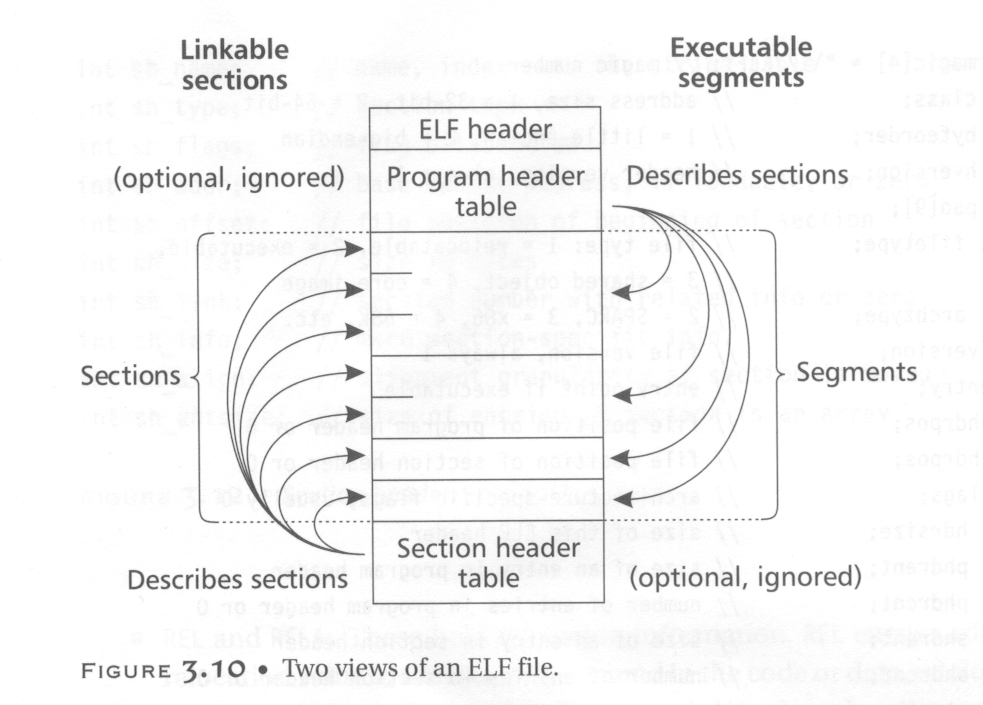 Linkable
sections
Executable
segments
ELF header
(optional, ignored)
Program header
table
Describes sections
Sections
Segments
Section header
table
Describes sections
(optional, ignored)
FIGURE 3.10 • Two views of an ELF file.